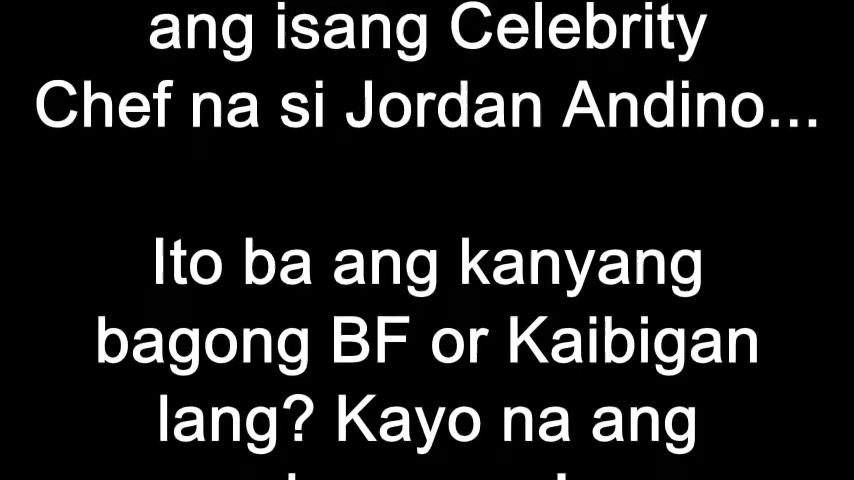 ang isang Celebrity
Chef na si Jordan Andino...
Ito ba ang kanyang
bagong BF or Kaibigan
lang? Kayo na ang